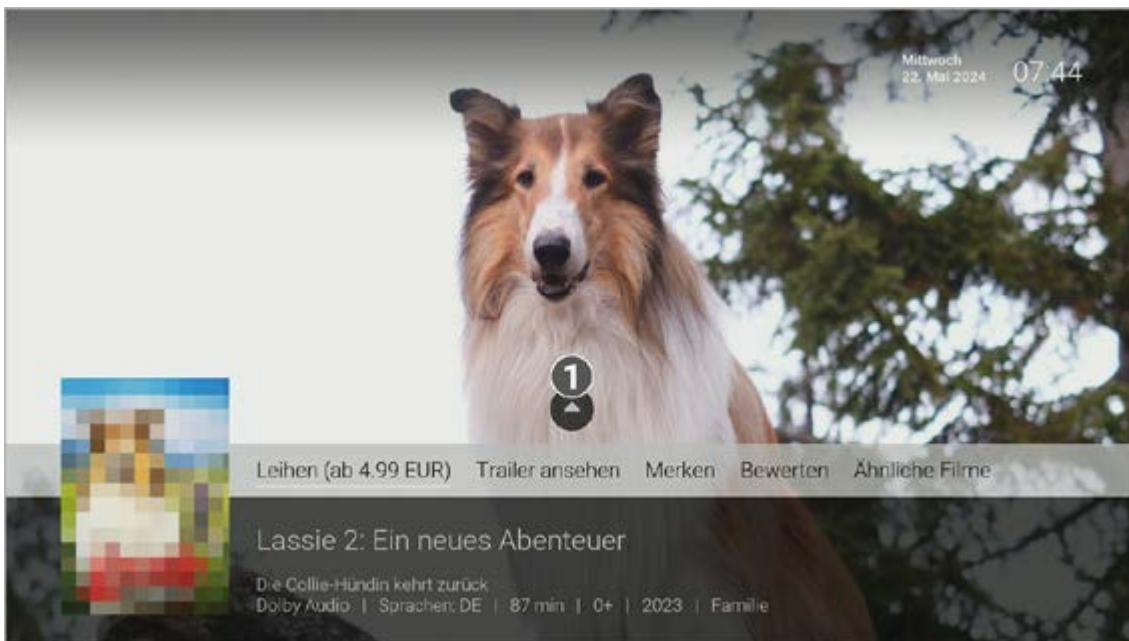 Mittwoch
22. Mai 2024
07:44
1
Leihen (ab 4.99 EUR) Trailer ansehen Merken Bewerten Ähnliche Filme
Lassie 2: Ein neues Abenteuer
Die Collie-Hündin kehrt zurück
Dolby Audio | Sprachen: DE | 87 min | 0+ | 2023 | Familie